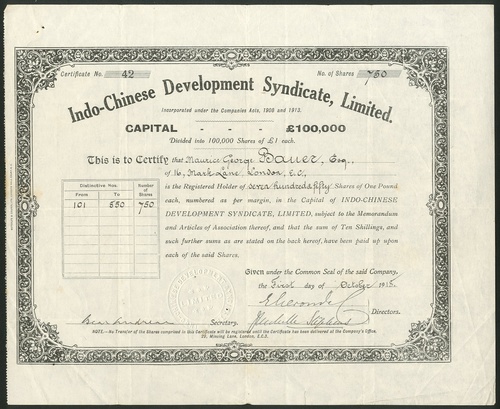 Certificate No. 42
No. of Shares 750
Indo-Chinese Development Syndicate, Limited.
Incorporated under the Companies Acts, 1908 and 1913.
CAPITAL - - - £100,000
Divided into 100,000 Shares of £1 each.
This is to Certify that Maurice George Bauer, Esq.,
of 16, Mark Lane, London, E.C.,
is the Registered Holder of seven hundred & fifty Shares of One Pound
each, numbered as per margin, in the Capital of INDO-CHINESE
DEVELOPMENT SYNDICATE, LIMITED, subject to the Memorandum
and Articles of Association thereof, and that the sum of Ten Shillings, and
such further sums as are stated on the back hereof, have been paid up upon
each of the said Shares.
Distinctive Nos.
Number of Shares
From
To
101 850 750
Given under the Common Seal of the said Company,
the First day of October 1915.
Directors.
Secretary.
NOTE.—No Transfer of the Shares comprised in this Certificate will be registered until this Certificate has been delivered at the Company's Office,
20, Mincing Lane, London, E.C.